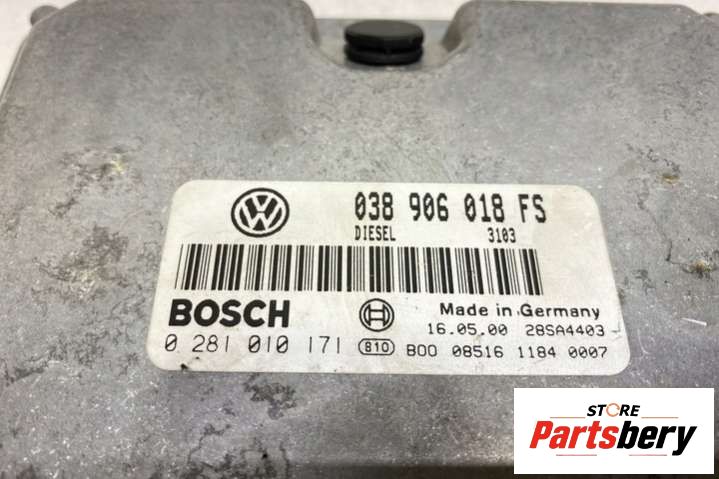 038 906 018 FS
DIESEL 3103
BOSCH
Made in Germany
16.05.00 28SA4403
0 281 010 171 810 B00 08516 1184 0007
STORE
Partsbery